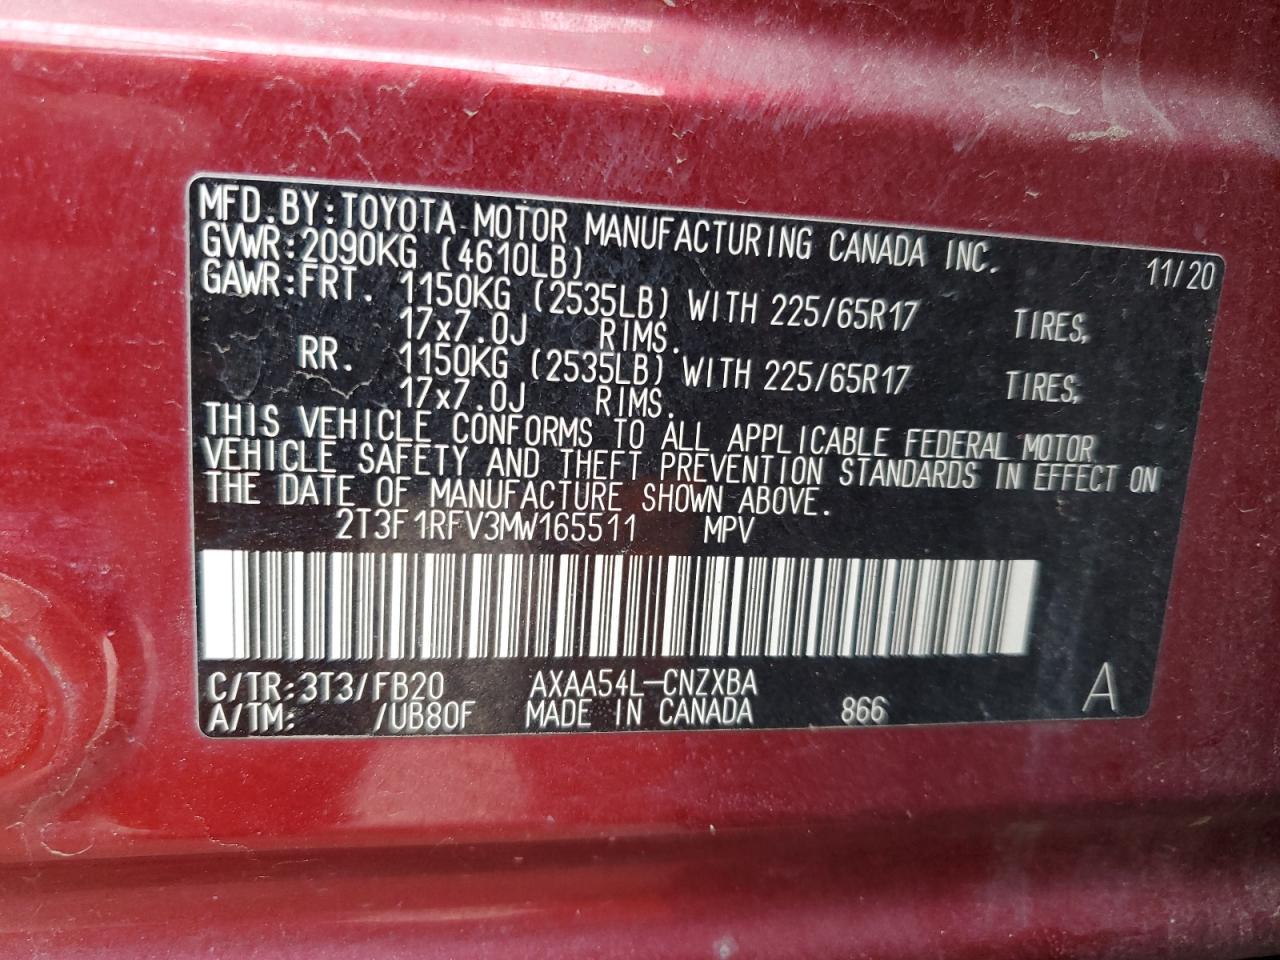 MFD.BY:TOYOTA MOTOR MANUFACTURING CANADA INC.
GVWR:2090KG (4610LB) 11/20
GAWR:FRT. 1150KG (2535LB) WITH 225/65R17 TIRES,
17x7.0J RIMS.
RR. 1150KG (2535LB) WITH 225/65R17 TIRES,
17x7.0J RIMS.
THIS VEHICLE CONFORMS TO ALL APPLICABLE FEDERAL MOTOR
VEHICLE SAFETY AND THEFT PREVENTION STANDARDS IN EFFECT ON
THE DATE OF MANUFACTURE SHOWN ABOVE.
2T3F1RFV3MW165511 MPV
C/TR:3T3/FB20 AXAA54L-CNZXBA
A/TM: /UB80F MADE IN CANADA 866 A